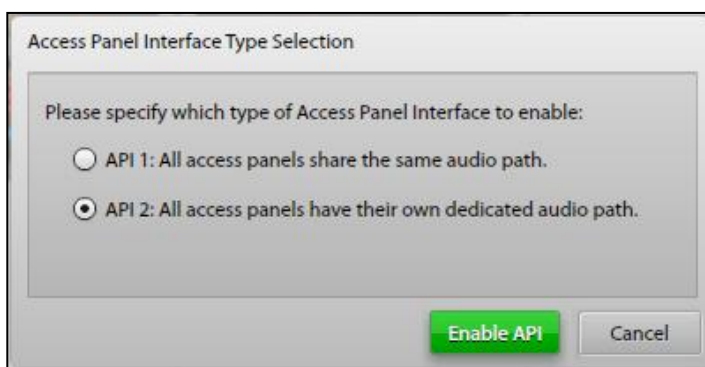 Access Panel Interface Type Selection
Please specify which type of Access Panel Interface to enable:
API 1: All access panels share the same audio path.
API 2: All access panels have their own dedicated audio path.
Enable API
Cancel